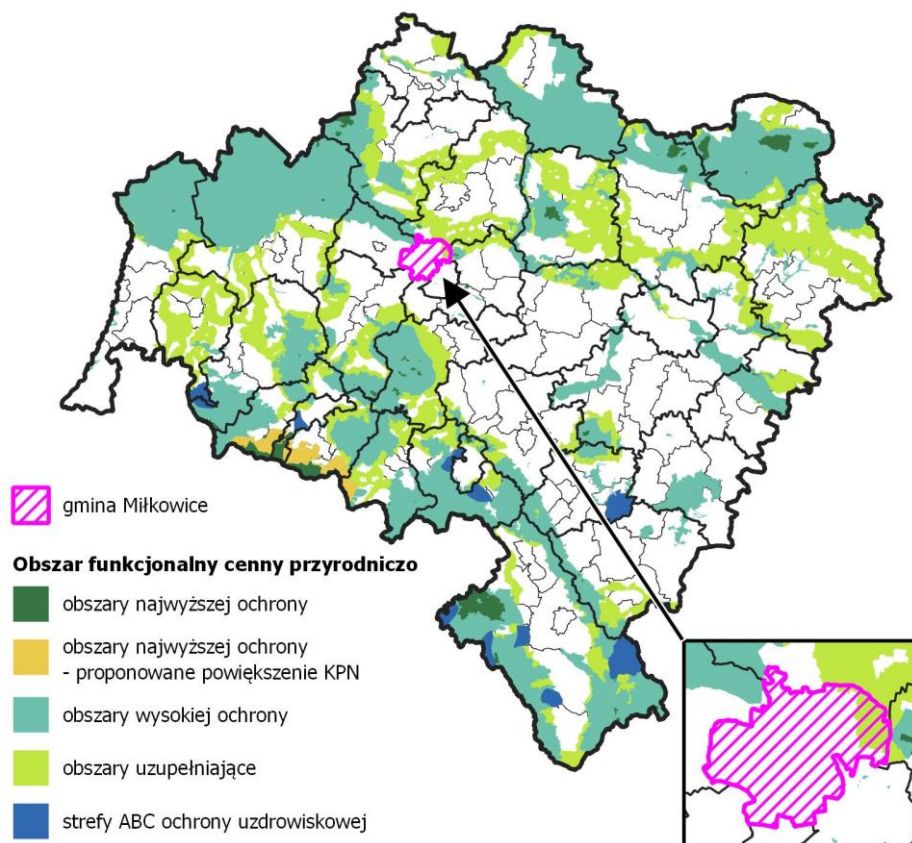 gmina Miłkowice
Obszar funkcjonalny cenny przyrodniczo
obszary najwyższej ochrony
obszary najwyższej ochrony
- proponowane powiększenie KPN
obszary wysokiej ochrony
obszary uzupełniające
strefy ABC ochrony uzdrowiskowej